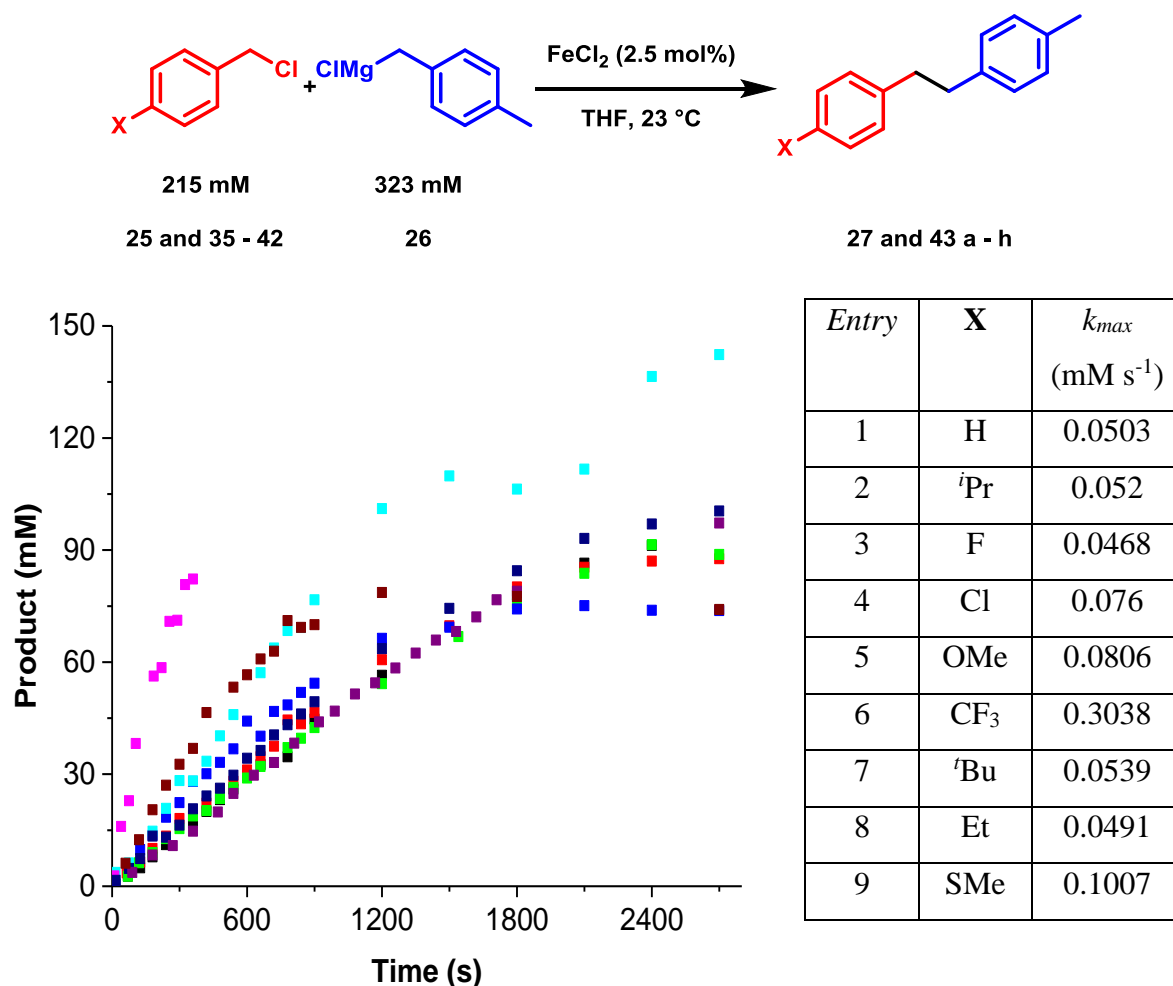 Cl
ClMg
+
X
FeCl₂ (2.5 mol%)
THF, 23 °C
X
215 mM
323 mM
25 and 35 - 42
26
27 and 43 a - h
150
120
90
60
30
0
Product (mM)
0
600
1200
1800
2400
Time (s)
Entry X kmax (mM s⁻¹)
1 H 0.0503
2 ⁱPr 0.052
3 F 0.0468
4 Cl 0.076
5 OMe 0.0806
6 CF₃ 0.3038
7 ᵗBu 0.0539
8 Et 0.0491
9 SMe 0.1007